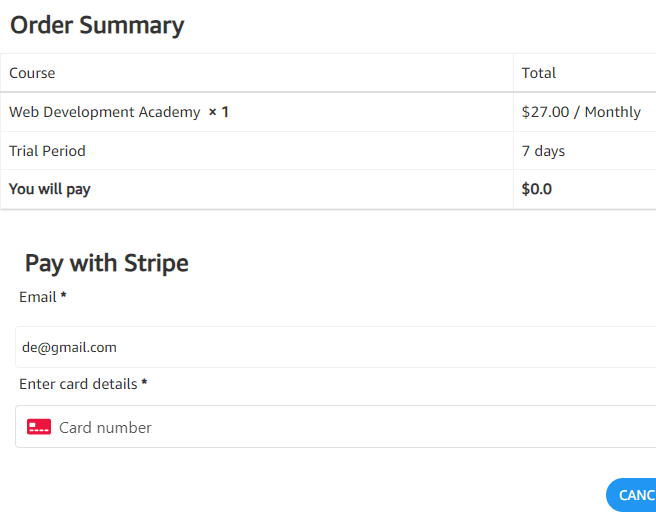 Order Summary
Course Total
Web Development Academy × 1 $27.00 / Monthly
Trial Period 7 days
You will pay $0.0
Pay with Stripe
Email *
de@gmail.com
Enter card details *
Card number
CANC